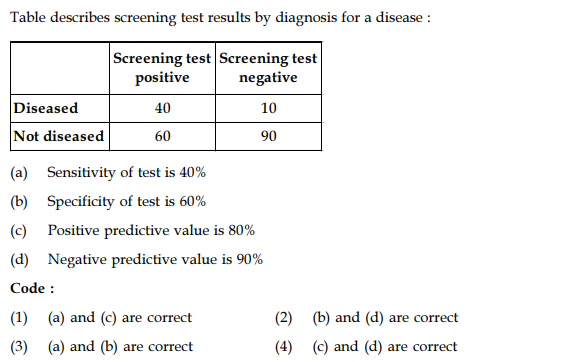 Table describes screening test results by diagnosis for a disease :
Screening test positive Screening test negative
Diseased 40 10
Not diseased 60 90
(a) Sensitivity of test is 40%
(b) Specificity of test is 60%
(c) Positive predictive value is 80%
(d) Negative predictive value is 90%
Code :
(1) (a) and (c) are correct (2) (b) and (d) are correct
(3) (a) and (b) are correct (4) (c) and (d) are correct